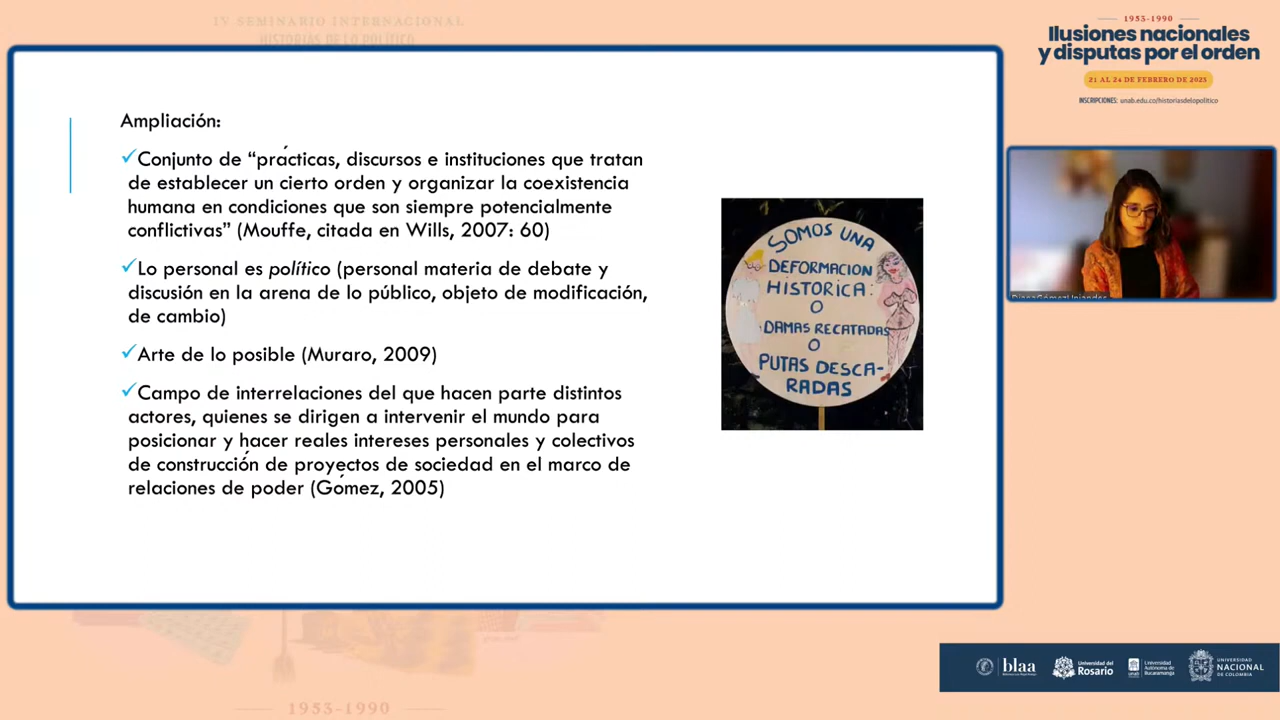 IV SEMINARIO INTERNACIONAL
HISTORIAS DE LO POLÍTICO
1953-1990
Ilusiones nacionales
y disputas por el orden
21 AL 24 DE FEBRERO DE 2023
INSCRIPCIONES: unab.edu.co/historiasdelopolitico
Ampliación:
✓Conjunto de “prácticas, discursos e instituciones que tratan
de establecer un cierto orden y organizar la coexistencia
humana en condiciones que son siempre potencialmente
conflictivas” (Mouffe, citada en Wills, 2007: 60)
✓Lo personal es político (personal materia de debate y
discusión en la arena de lo público, objeto de modificación,
de cambio)
✓Arte de lo posible (Muraro, 2009)
✓Campo de interrelaciones del que hacen parte distintos
actores, quienes se dirigen a intervenir el mundo para
posicionar y hacer reales intereses personales y colectivos
de construcción de proyectos de sociedad en el marco de
relaciones de poder (Gómez, 2005)
SOMOS UNA
DEFORMACION
HISTORICA:
O
DAMAS RECATADAS
O
PUTAS DESCA-
RADAS
blaa
Universidad del
Rosario
unab
Universidad
Autónoma de
Bucaramanga
UNIVERSIDAD
NACIONAL
DE COLOMBIA
1953-1990